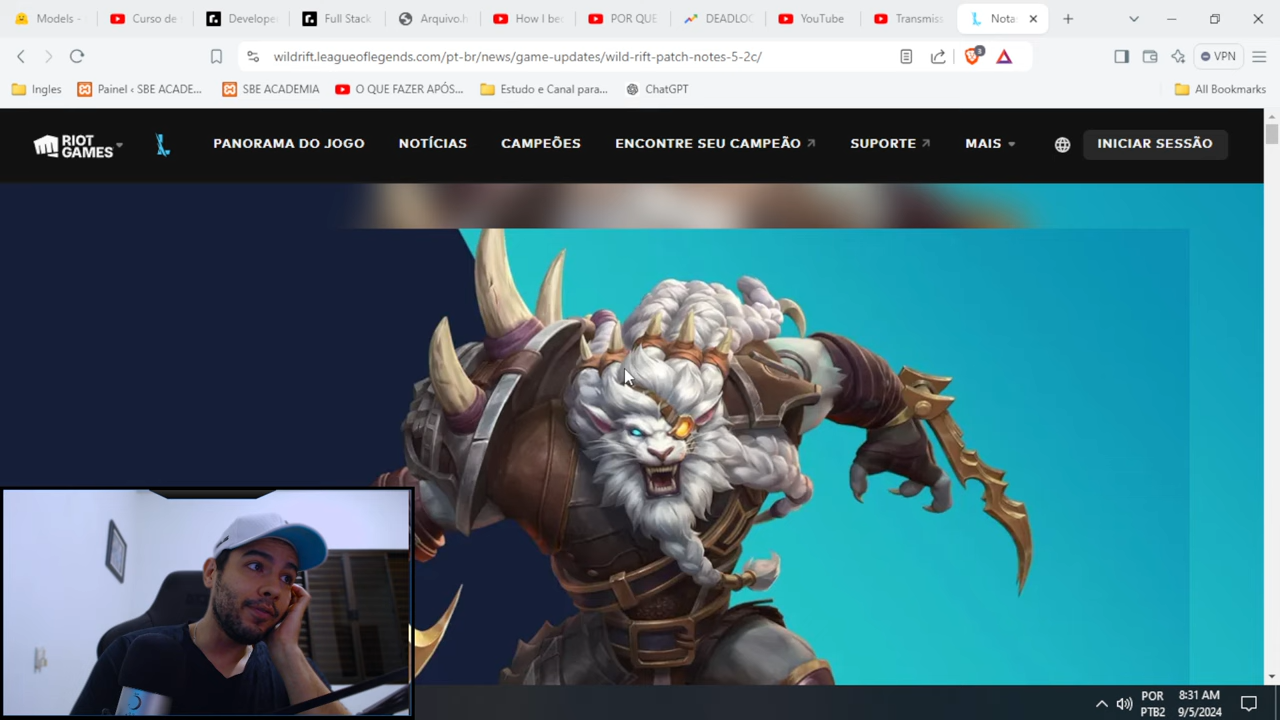 Models -
Curso de
Developer
Full Stack
Arquivo.h
How I be
POR QUE
DEADLOC
YouTube
Transmiss
Nota
wildrift.leagueoflegends.com/pt-br/news/game-updates/wild-rift-patch-notes-5-2c/
3
VPN
Ingles
Painel ‹ SBE ACADE...
SBE ACADEMIA
O QUE FAZER APÓS...
Estudo e Canal para...
ChatGPT
All Bookmarks
RIOT GAMES
PANORAMA DO JOGO
NOTÍCIAS
CAMPEÕES
ENCONTRE SEU CAMPEÃO
SUPORTE
MAIS
INICIAR SESSÃO
POR
PTB2
8:31 AM
9/5/2024